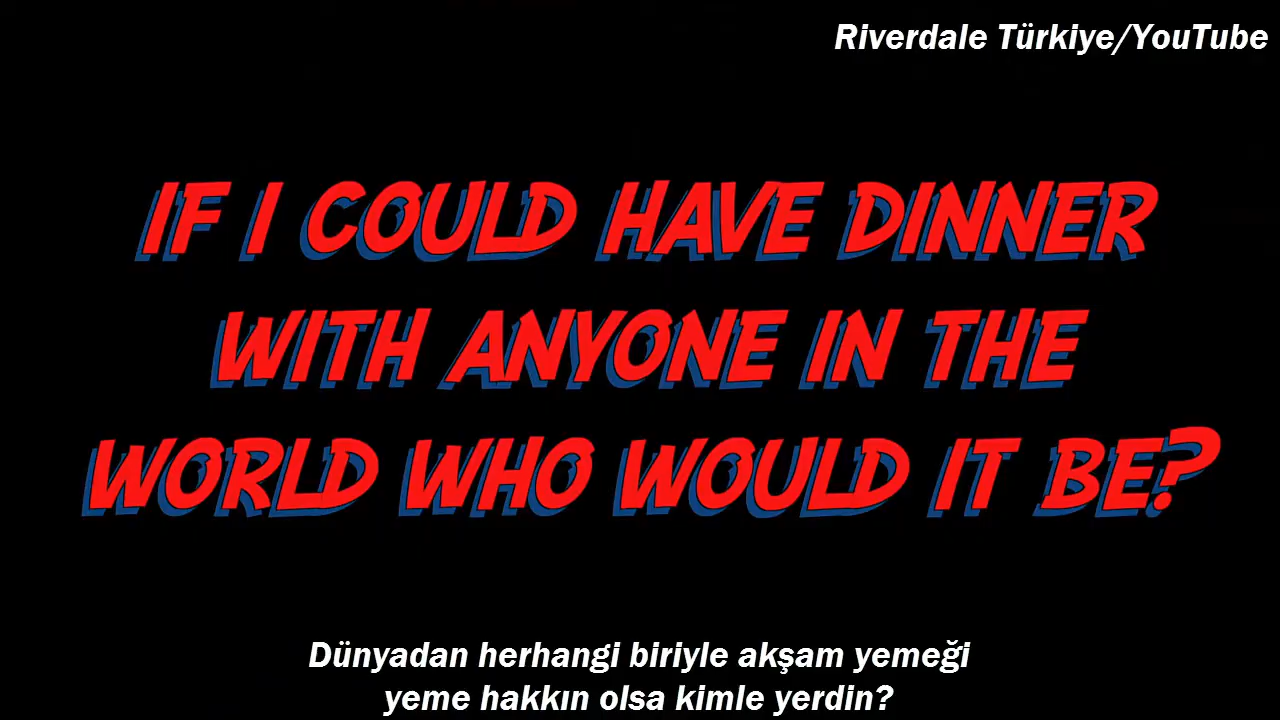 Riverdale Türkiye/YouTube
IF I COULD HAVE DINNER
WITH ANYONE IN THE
WORLD WHO WOULD IT BE?
Dünyadan herhangi biriyle akşam yemeği
yeme hakkın olsa kimle yerdin?